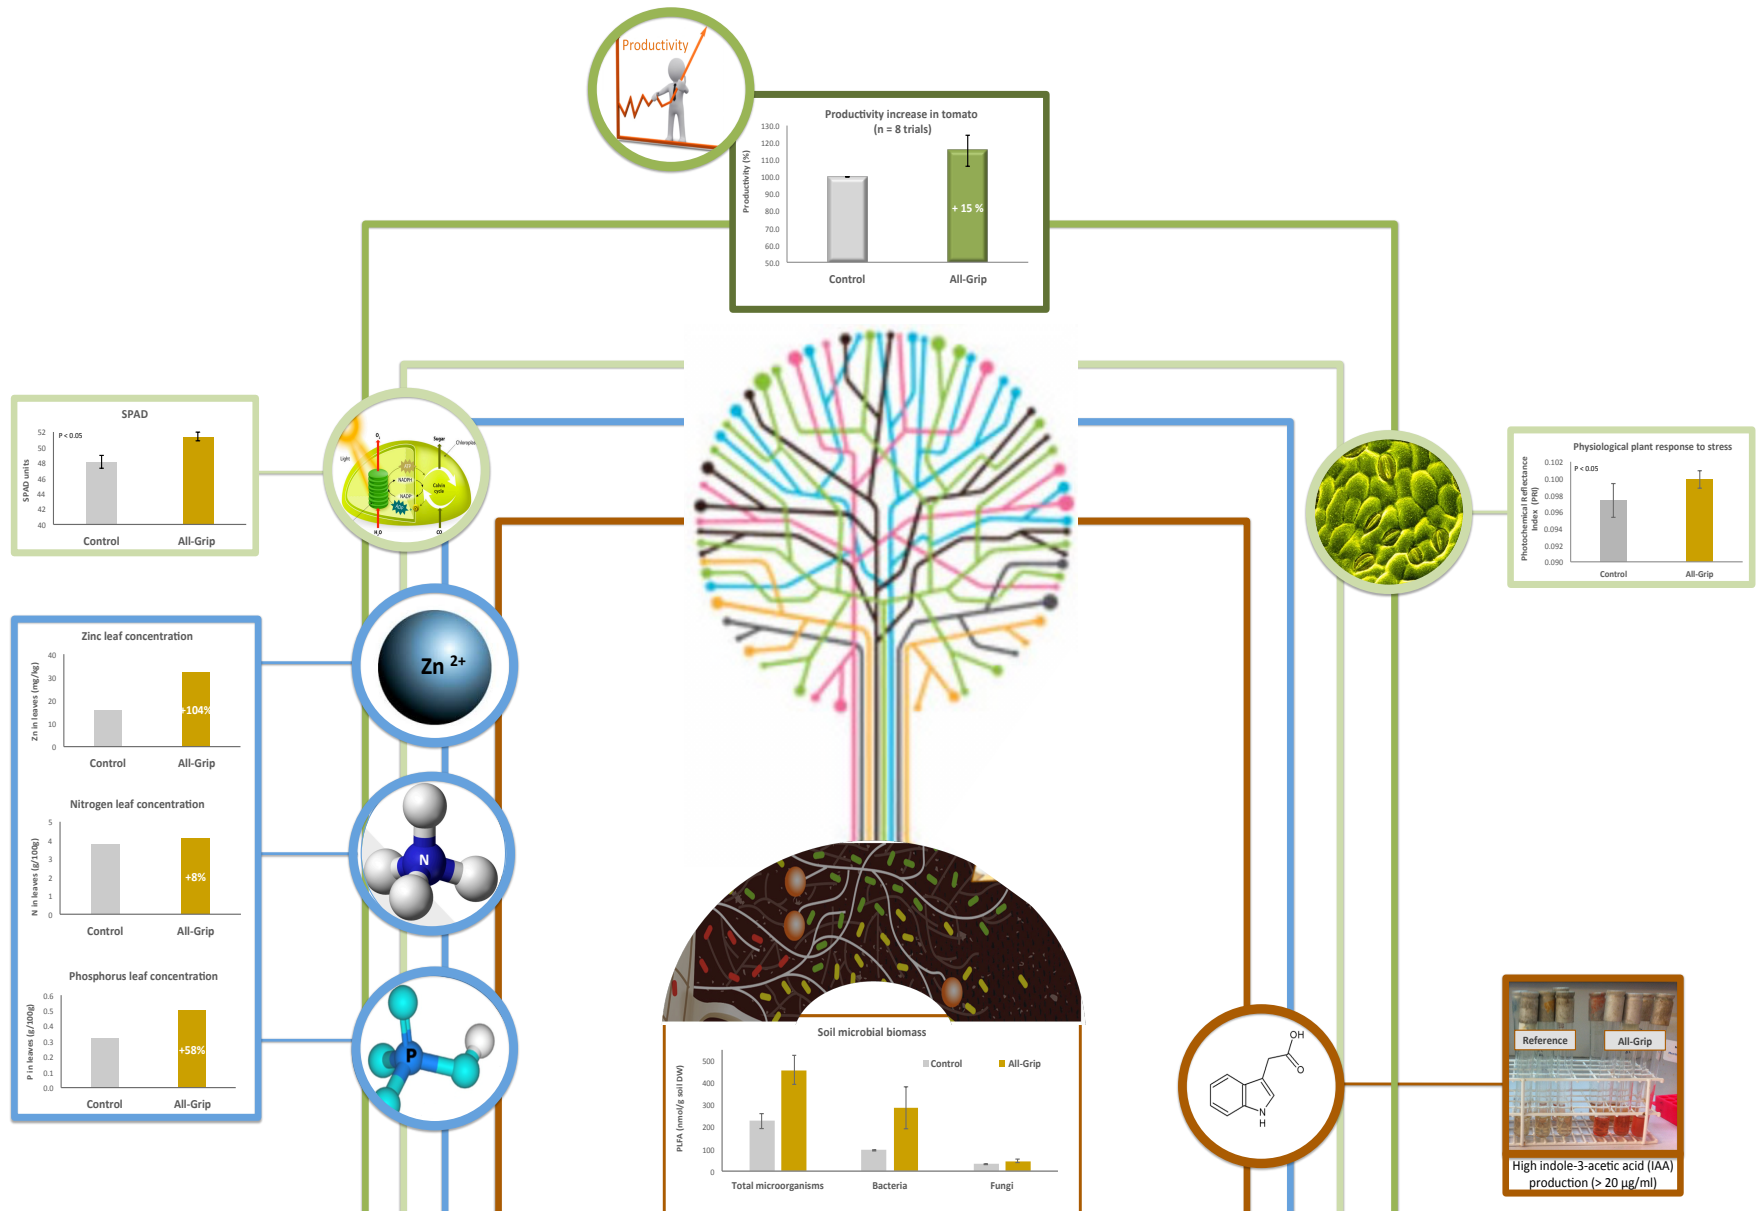 Productivity
Productivity increase in tomato
(n = 8 trials)
Productivity (%)
130.0
120.0
110.0
100.0
90.0
80.0
70.0
60.0
50.0
+ 15 %
Control
All-Grip
SPAD
P < 0.05
SPAD units
52
50
48
46
44
42
40
Control
All-Grip
Light
Sugar
Chloroplast
NADPH
NADP
Calvin
cycle
Physiological plant response to stress
P < 0.05
Photochemical Reflectance
Index (PRI)
0.102
0.100
0.098
0.096
0.094
0.092
0.090
Control
All-Grip
Zinc leaf concentration
Zn in leaves (mg/kg)
40
30
20
10
0
+104%
Control
All-Grip
Zn 2+
Nitrogen leaf concentration
N in leaves (g/100g)
5
4
3
2
1
0
+8%
Control
All-Grip
N
Phosphorus leaf concentration
P in leaves (g/100g)
0.6
0.5
0.4
0.3
0.2
0.1
0.0
+58%
Control
All-Grip
P
Soil microbial biomass
Control
All-Grip
PLFA (nmol/g soil DW)
500
400
300
200
100
0
Total microorganisms
Bacteria
Fungi
OH
O
N
H
Reference
All-Grip
High indole-3-acetic acid (IAA)
production (> 20 µg/ml)